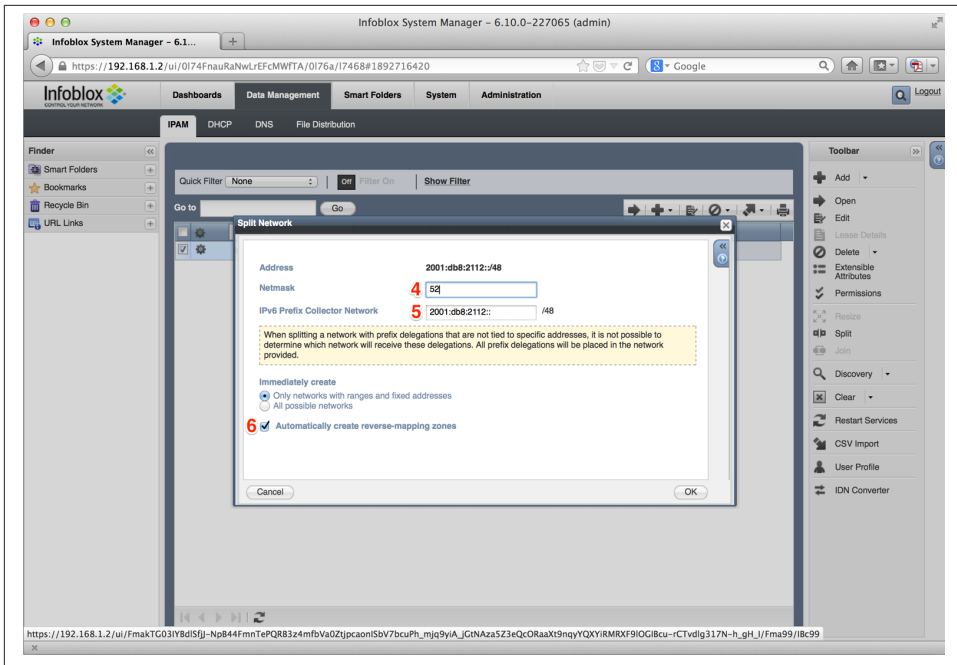 Infoblox System Manager – 6.10.0-227065 (admin)
Infoblox System Manager – 6.1...
https://192.168.1.2/ui/0l74FnauRaNwLrEFcMWfTA/0l76a/l7468#1892716420
Google
Infoblox
CONTROL YOUR NETWORK
Dashboards Data Management Smart Folders System Administration
Logout
IPAM DHCP DNS File Distribution
Finder
Smart Folders
Bookmarks
Recycle Bin
URL Links
Quick Filter None Off Filter On Show Filter
Go to Go
Split Network
Address 2001:db8:2112::/48
Netmask 4 52
IPv6 Prefix Collector Network 5 2001:db8:2112:: /48
When splitting a network with prefix delegations that are not tied to specific addresses, it is not possible to
determine which network will receive these delegations. All prefix delegations will be placed in the network
provided.
Immediately create
Only networks with ranges and fixed addresses
All possible networks
6 Automatically create reverse-mapping zones
Cancel OK
Toolbar
Add
Open
Edit
Lease Details
Delete
Extensible
Attributes
Permissions
Resize
Split
Join
Discovery
Clear
Restart Services
CSV Import
User Profile
IDN Converter